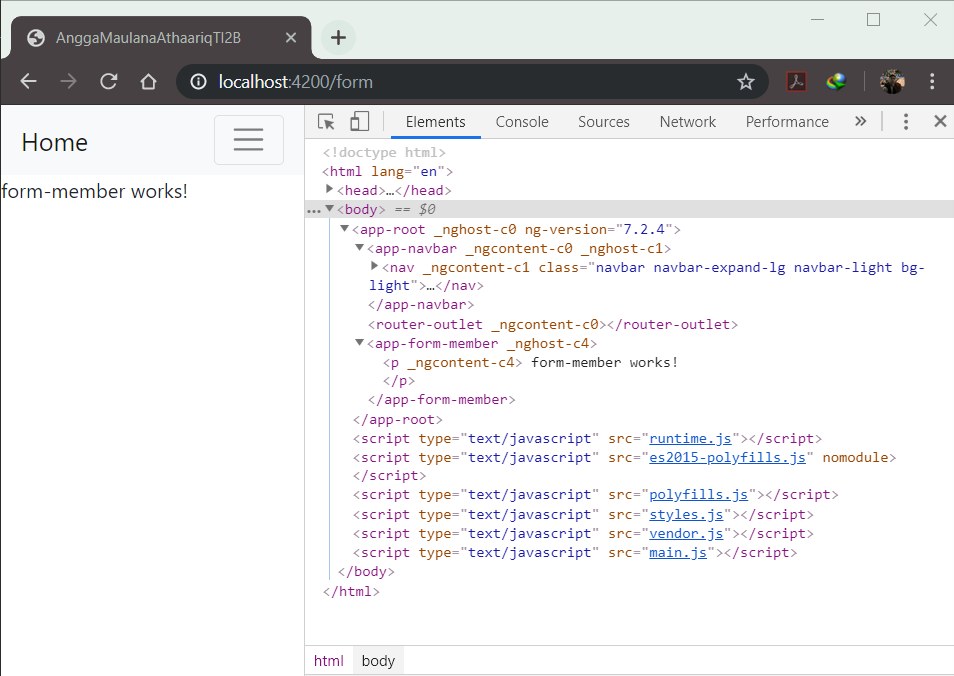 AnggaMaulanaAthaariqTI2B
localhost:4200/form
Home
form-member works!
Elements Console Sources Network Performance »
<!doctype html>
<html lang="en">
<head>…</head>
… <body> == $0
<app-root _nghost-c0 ng-version="7.2.4">
<app-navbar _ngcontent-c0 _nghost-c1>
<nav _ngcontent-c1 class="navbar navbar-expand-lg navbar-light bg-
light">…</nav>
</app-navbar>
<router-outlet _ngcontent-c0></router-outlet>
<app-form-member _nghost-c4>
<p _ngcontent-c4> form-member works!
</p>
</app-form-member>
</app-root>
<script type="text/javascript" src="runtime.js"></script>
<script type="text/javascript" src="es2015-polyfills.js" nomodule>
</script>
<script type="text/javascript" src="polyfills.js"></script>
<script type="text/javascript" src="styles.js"></script>
<script type="text/javascript" src="vendor.js"></script>
<script type="text/javascript" src="main.js"></script>
</body>
</html>
html body